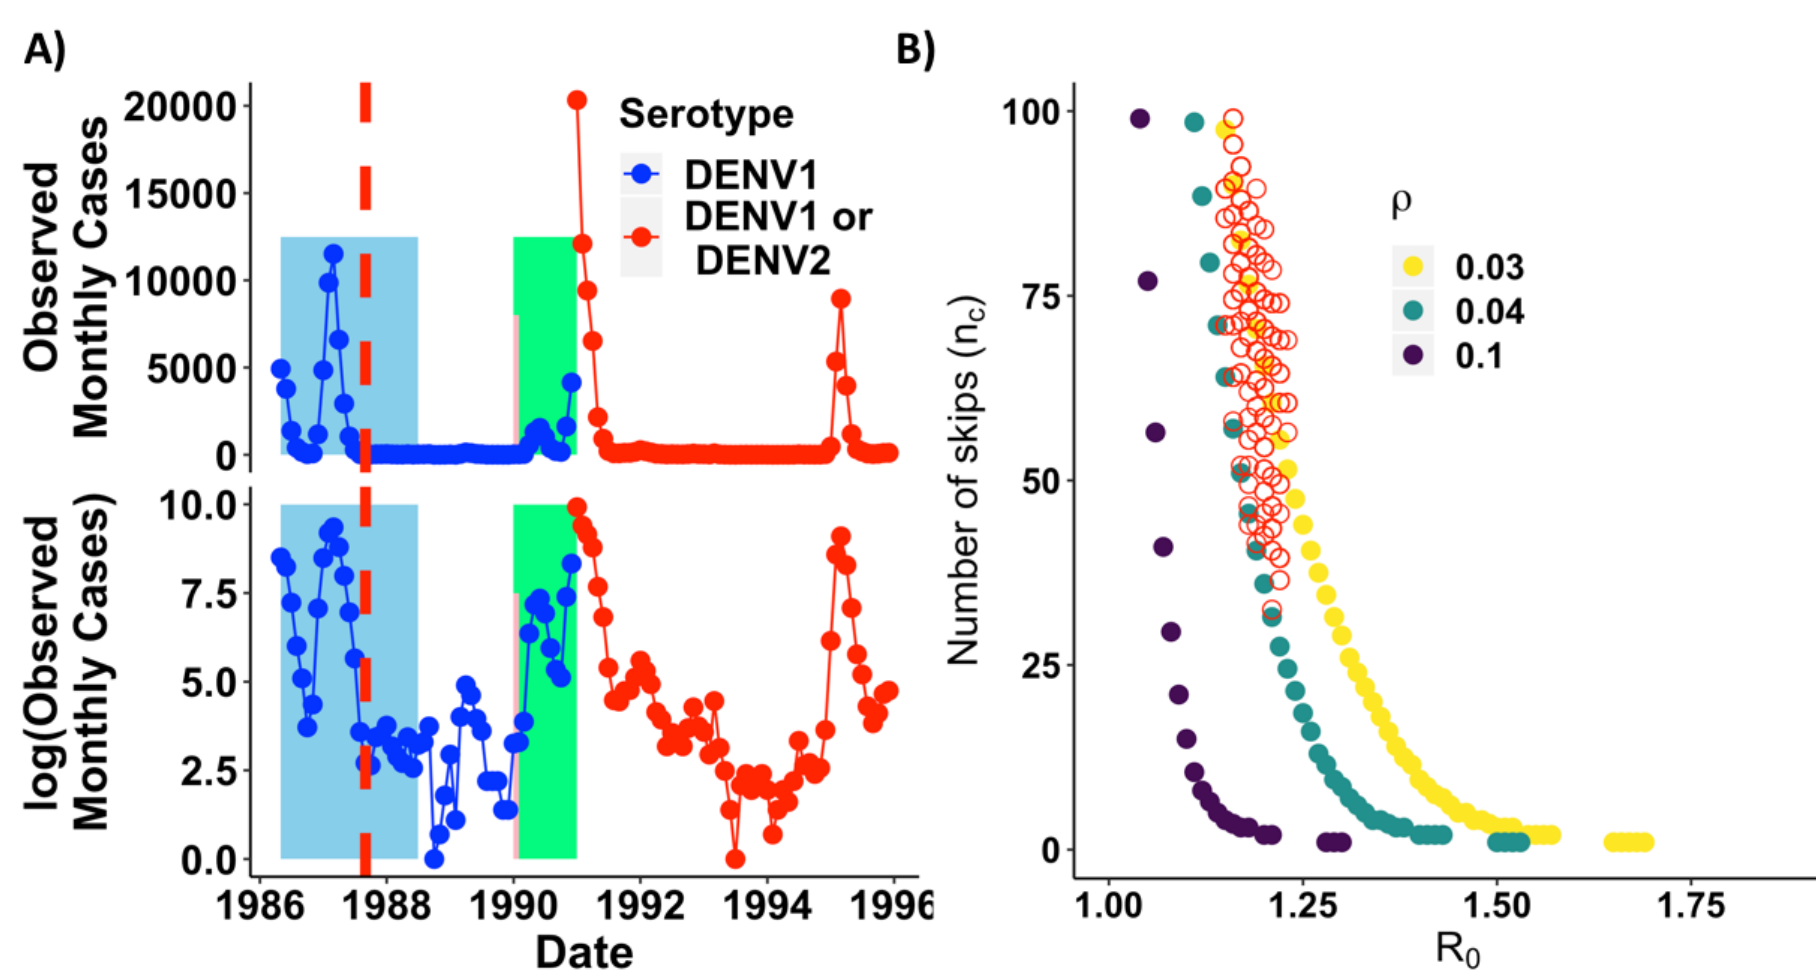 A)
Observed
Monthly Cases
20000
15000
10000
5000
0
Serotype
DENV1
DENV1 or
DENV2
log(Observed
Monthly Cases)
10.0
7.5
5.0
2.5
0.0
1986 1988 1990 1992 1994 1996
Date
B)
Number of skips (n_c)
100
75
50
25
0
ρ
0.03
0.04
0.1
1.00 1.25 1.50 1.75
R_0